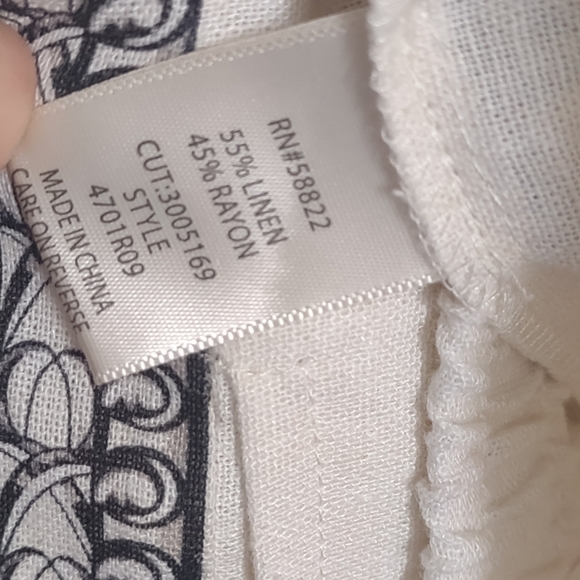 RN#58822
55% LINEN
45% RAYON
CUT:3005169
STYLE
4701R09
MADE IN CHINA
CARE ON REVERSE